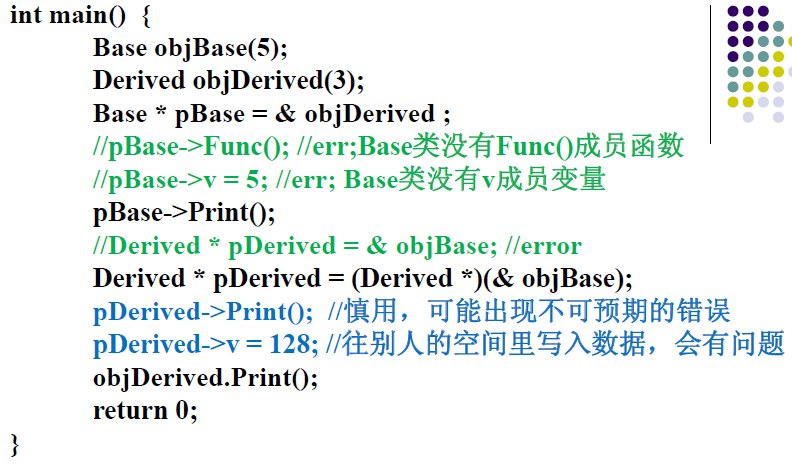 int main()  {
Base objBase(5);
Derived objDerived(3);
Base * pBase = & objDerived ;
//pBase->Func(); //err;Base类没有Func()成员函数
//pBase->v = 5; //err; Base类没有v成员变量
pBase->Print();
//Derived * pDerived = & objBase; //error
Derived * pDerived = (Derived *)(& objBase);
pDerived->Print();  //慎用，可能出现不可预期的错误
pDerived->v = 128; //往别人的空间里写入数据，会有问题
objDerived.Print();
return 0;
}